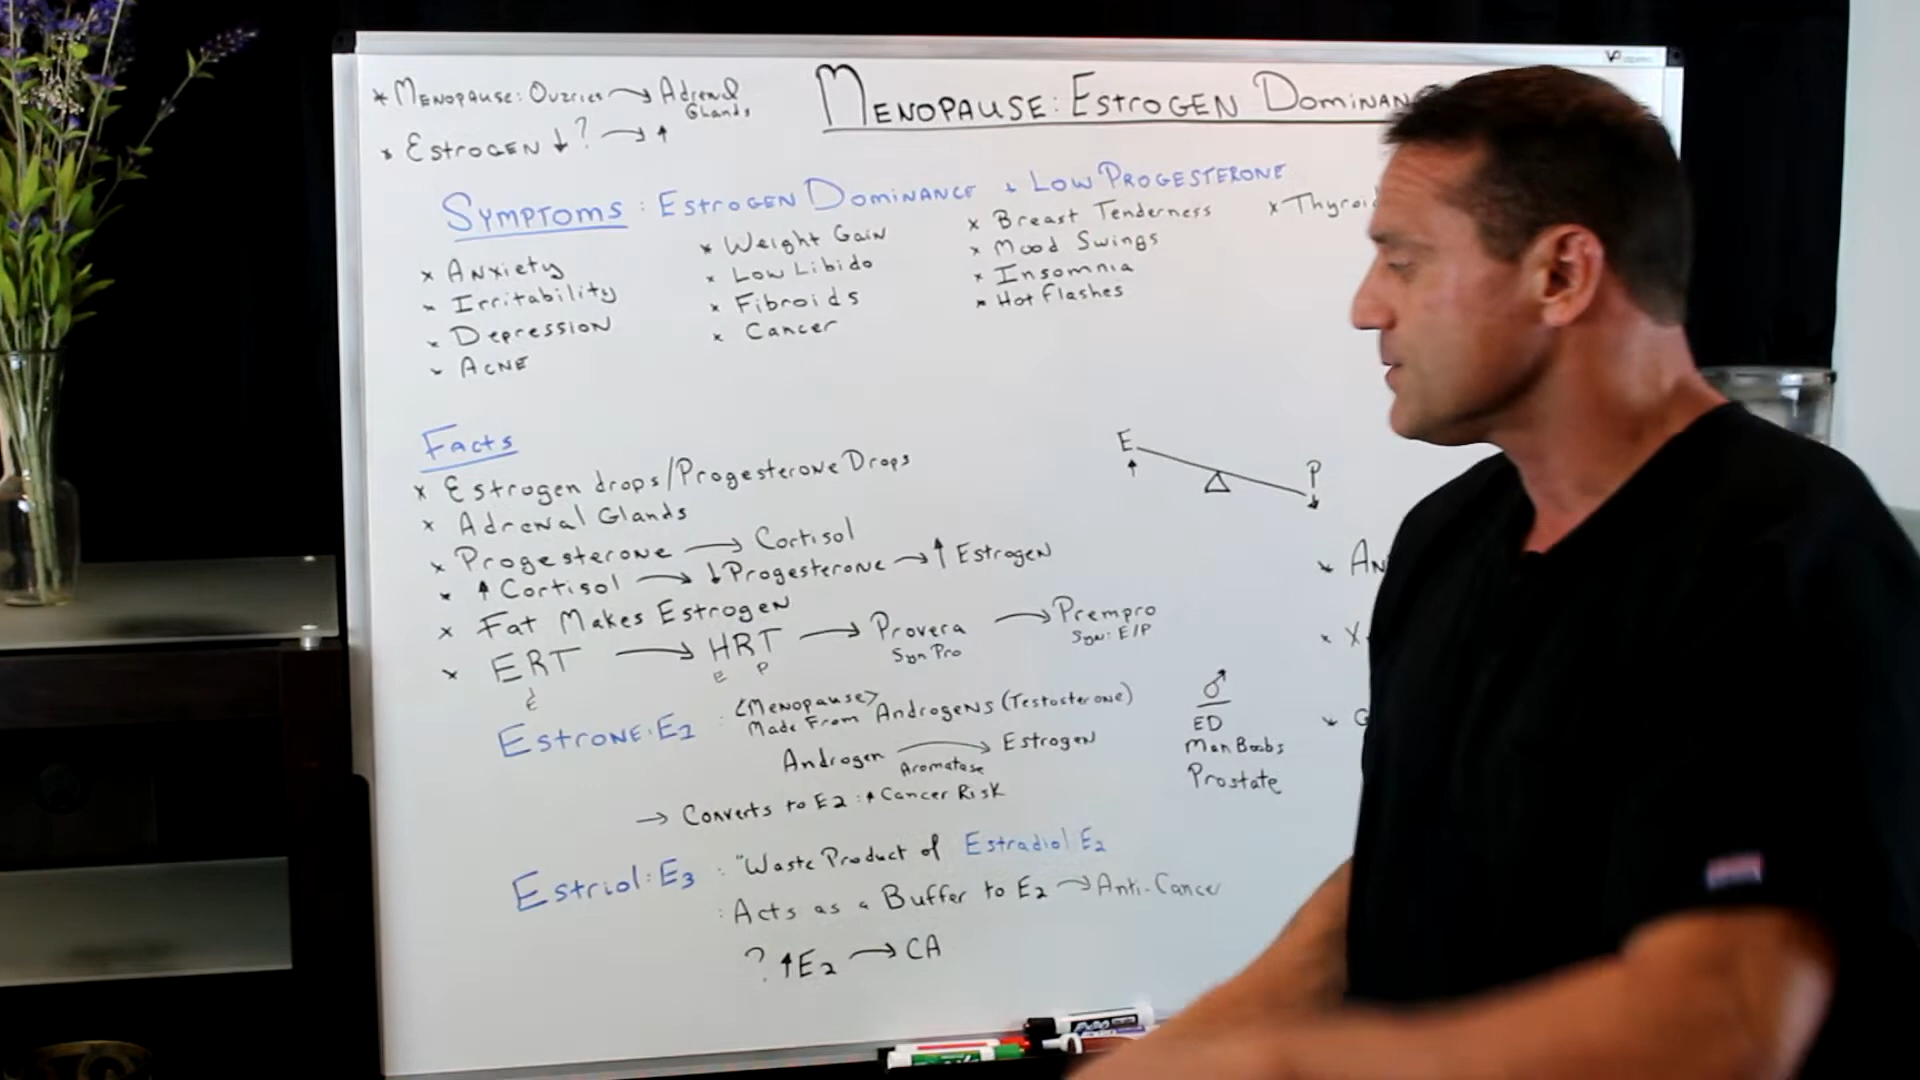 * Menopause: Ovaries → Adrenal Glands
* Estrogen ↓? → ↑
Menopause: Estrogen Dominan
Symptoms: Estrogen Dominance + Low Progesterone
x Anxiety
x Irritability
x Depression
x Acne
x Weight Gain
x Low Libido
x Fibroids
x Cancer
x Breast Tenderness
x Mood Swings
x Insomnia
x Hot Flashes
x Thyroid
Facts
x Estrogen drops/Progesterone Drops
x Adrenal Glands
x Progesterone → Cortisol
x ↑ Cortisol → ↓ Progesterone → ↑ Estrogen
x Fat Makes Estrogen
x ERT → HRT → Provera → Prempro
E
E P
Syn Pro
Syn: E/P
E ↑
P ↓
x An
x X
x G
Estrone: E1 : <Menopause>
Made From Androgens (Testosterone)
Androgen → Estrogen
Aromatase
→ Converts to E2: ↑ Cancer Risk
♂
ED
Man Boobs
Prostate
Estriol: E3 : "Waste Product of Estradiol E2
: Acts as a Buffer to E2 → Anti-Cancer
? ↑ E2 → CA